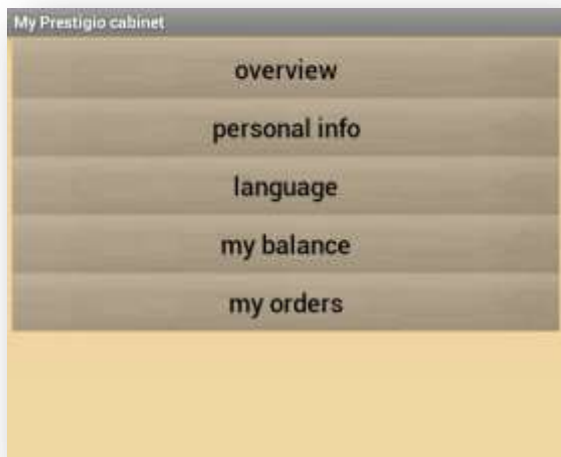 My Prestigio cabinet
overview
personal info
language
my balance
my orders